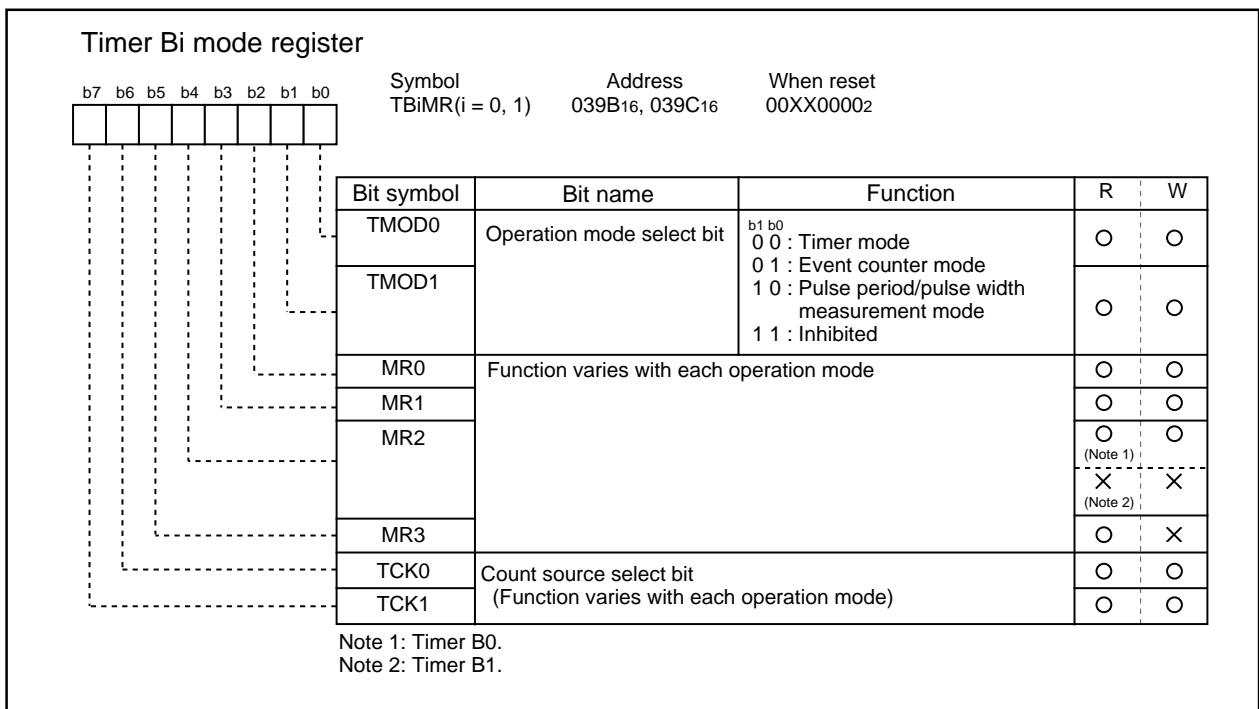 Timer Bi mode register
Symbol Address When reset
TBiMR(i = 0, 1) 039B16, 039C16 00XX00002
b7 b6 b5 b4 b3 b2 b1 b0
Bit symbol Bit name Function R W
TMOD0 Operation mode select bit b1 b0
0 0 : Timer mode
0 1 : Event counter mode
TMOD1 1 0 : Pulse period/pulse width
measurement mode
1 1 : Inhibited
MR0 Function varies with each operation mode
MR1
MR2
(Note 1)
(Note 2)
MR3
TCK0 Count source select bit
TCK1 (Function varies with each operation mode)
Note 1: Timer B0.
Note 2: Timer B1.